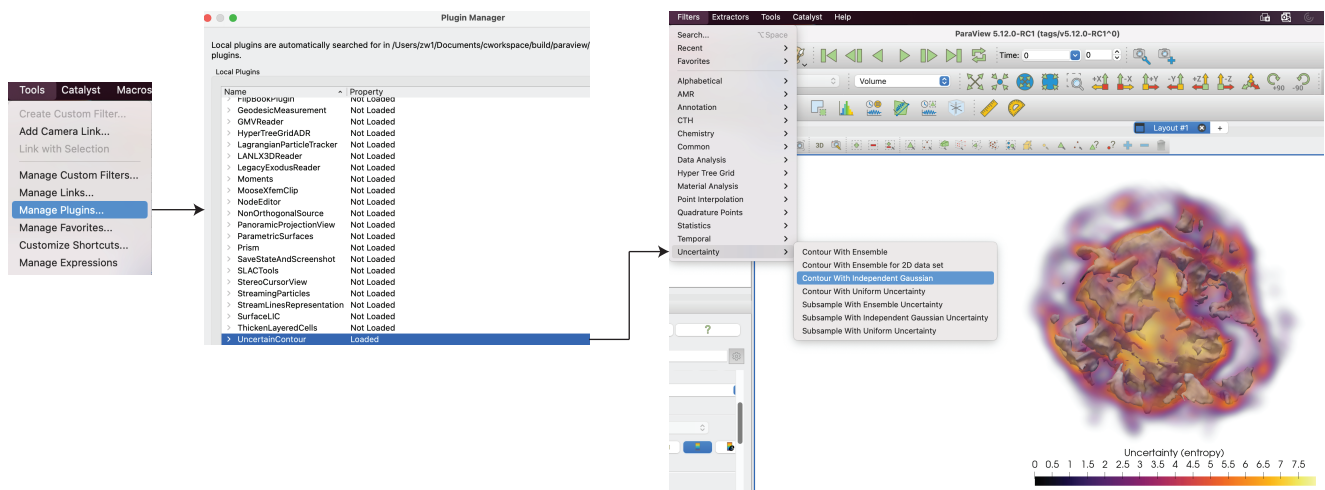 Tools Catalyst Macros
Create Custom Filter...
Add Camera Link...
Link with Selection
Manage Custom Filters...
Manage Links...
Manage Plugins...
Manage Favorites...
Customize Shortcuts...
Manage Expressions
Plugin Manager
Local plugins are automatically searched for in /Users/zw1/Documents/cworkspace/build/paraview/
plugins.
Local Plugins
Name Property
FlipBookPlugin Not Loaded
GeodesicMeasurement Not Loaded
GMVReader Not Loaded
HyperTreeGridADR Not Loaded
LagrangianParticleTracker Not Loaded
LANLX3DReader Not Loaded
LegacyExodusReader Not Loaded
Moments Not Loaded
MooseXfemClip Not Loaded
NodeEditor Not Loaded
NonOrthogonalSource Not Loaded
PanoramicProjectionView Not Loaded
ParametricSurfaces Not Loaded
Prism Not Loaded
SaveStateAndScreenshot Not Loaded
SLACTools Not Loaded
StereoCursorView Not Loaded
StreamingParticles Not Loaded
StreamLinesRepresentation Not Loaded
SurfaceLIC Not Loaded
ThickenLayeredCells Not Loaded
UncertainContour Loaded
Filters Extractors Tools Catalyst Help
ParaView 5.12.0-RC1 (tags/v5.12.0-RC1^0)
Search... ⌥Space
Recent
Favorites
Alphabetical
AMR
Annotation
CTH
Chemistry
Common
Data Analysis
Hyper Tree Grid
Material Analysis
Point Interpolation
Quadrature Points
Statistics
Temporal
Uncertainty
Time: 0 0
Volume
+X -X +Y -Y +Z -Z +90 -90
Layout #1 +
3D
Contour With Ensemble
Contour With Ensemble for 2D data set
Contour With Independent Gaussian
Contour With Uniform Uncertainty
Subsample With Ensemble Uncertainty
Subsample With Independent Gaussian Uncertainty
Subsample With Uniform Uncertainty
?
Uncertainty (entropy)
0 0.5 1 1.5 2 2.5 3 3.5 4 4.5 5 5.5 6 6.5 7 7.5